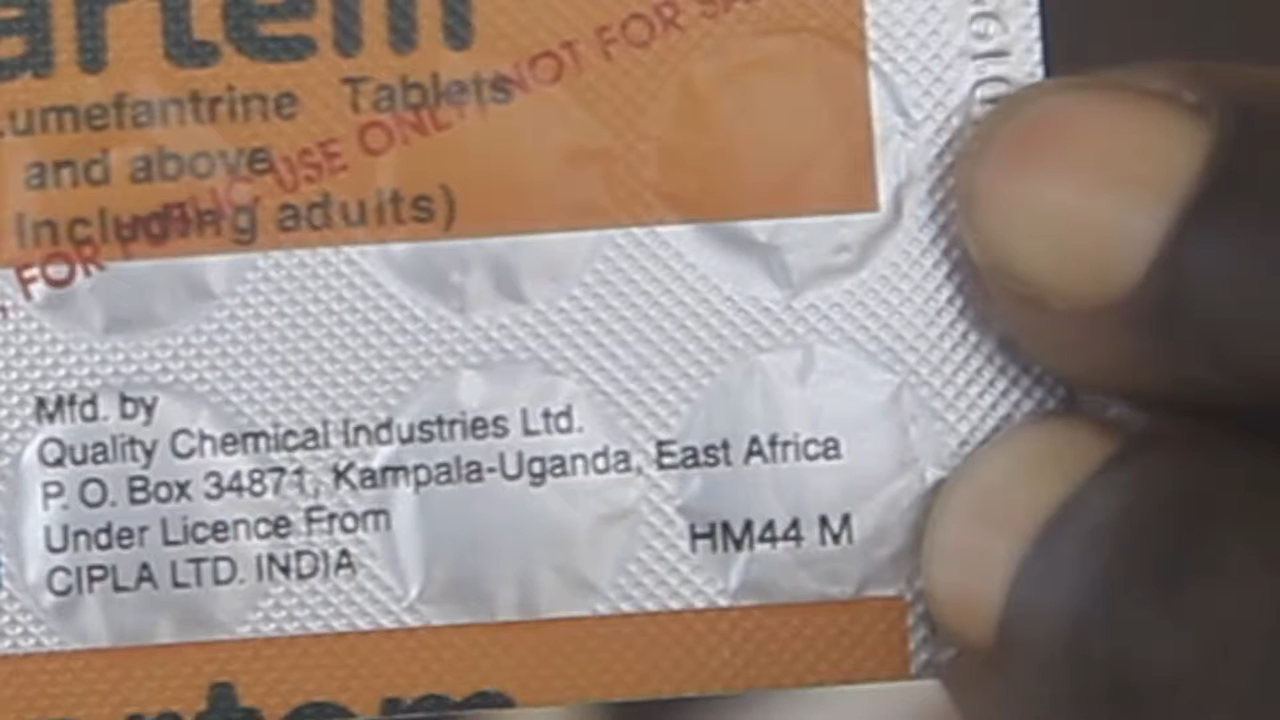 artem
umefantrine Tablets
and above
including adults)
FOR PUBLIC USE ONLY NOT FOR
Mfd. by
Quality Chemical Industries Ltd.
P. O. Box 34871, Kampala-Uganda, East Africa
Under Licence From
HM44 M
CIPLA LTD. INDIA